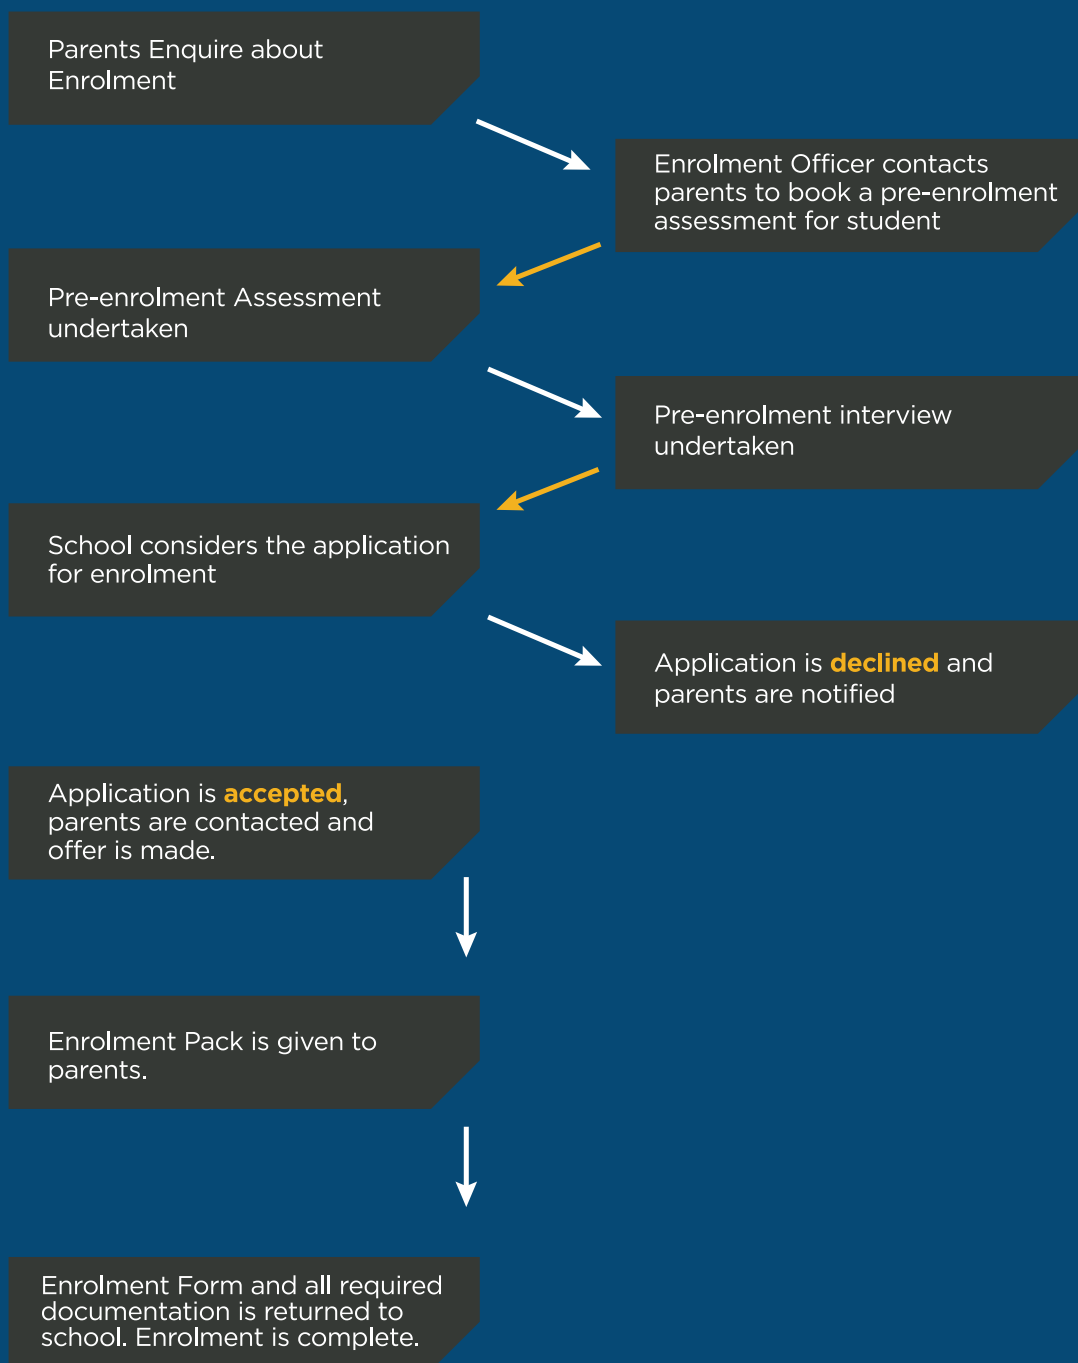 Parents Enquire about
Enrolment
Enrolment Officer contacts
parents to book a pre-enrolment
assessment for student
Pre-enrolment Assessment
undertaken
Pre-enrolment interview
undertaken
School considers the application
for enrolment
Application is declined and
parents are notified
Application is accepted,
parents are contacted and
offer is made.
Enrolment Pack is given to
parents.
Enrolment Form and all required
documentation is returned to
school. Enrolment is complete.